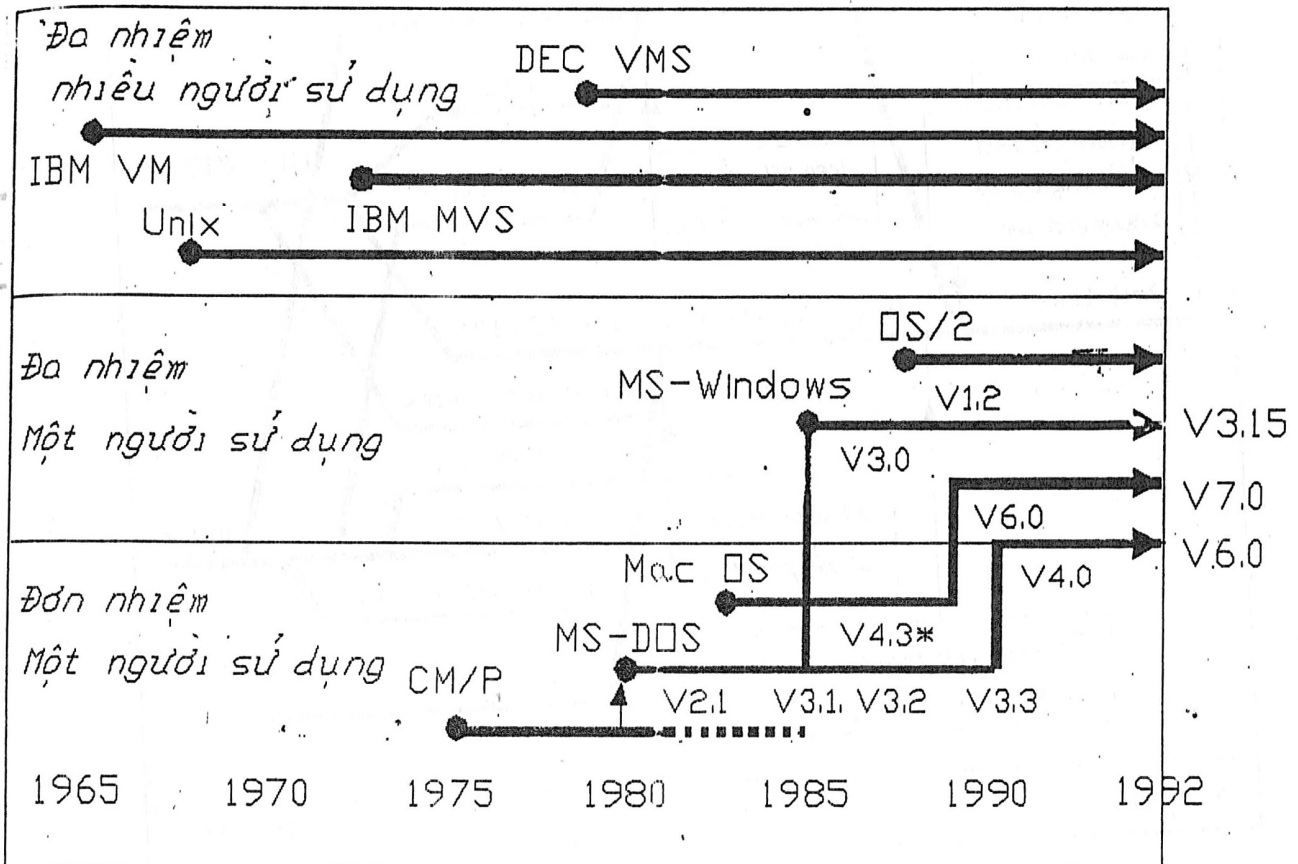 Đa nhiệm
nhiều người sử dụng
DEC VMS
IBM VM
Unix
IBM MVS
Đa nhiệm
Một người sử dụng
OS/2
V1.2
MS-Windows
V3.0
V3.15
V6.0
V7.0
Đơn nhiệm
Một người sử dụng
Mac OS
V4.3*
V4.0
V.6.0
MS-DOS
V2.1 V3.1, V3.2 V3.3
CM/P
1965 1970 1975 1980 1985 1990 1992